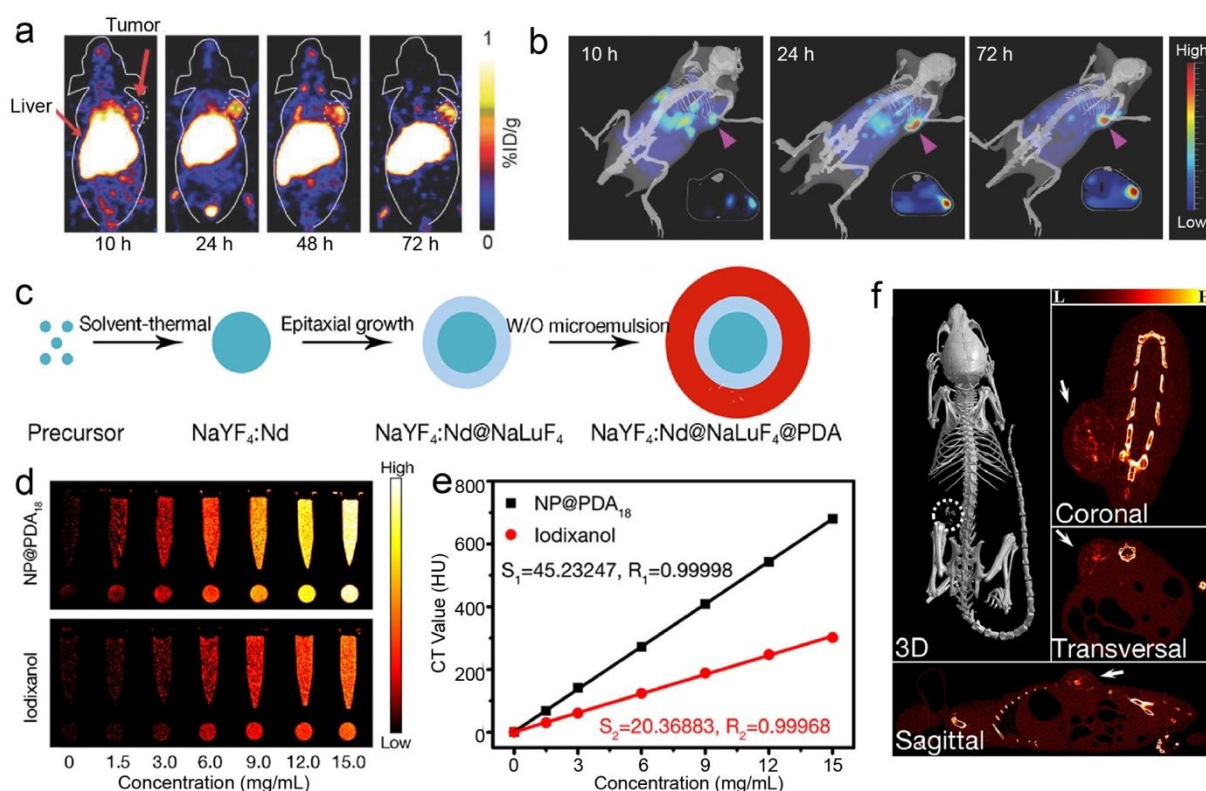 a
Tumor
Liver
10 h
24 h
48 h
72 h
1
%ID/g
0
b
10 h
24 h
72 h
High
Low
c
Solvent-thermal
Epitaxial growth
W/O microemulsion
Precursor
NaYF₄:Nd
NaYF₄:Nd@NaLuF₄
NaYF₄:Nd@NaLuF₄@PDA
d
NP@PDA₁₈
Iodixanol
0.0 1.5 3.0 6.0 9.0 12.0 15.0
Concentration (mg/mL)
High
Low
e
800
600
400
200
0
CT Value (HU)
NP@PDA₁₈
Iodixanol
S₁=45.23247, R₁=0.99998
S₂=20.36883, R₂=0.99968
0 3 6 9 12 15
Concentration (mg/mL)
f
L
3D
Coronal
Transversal
Sagittal